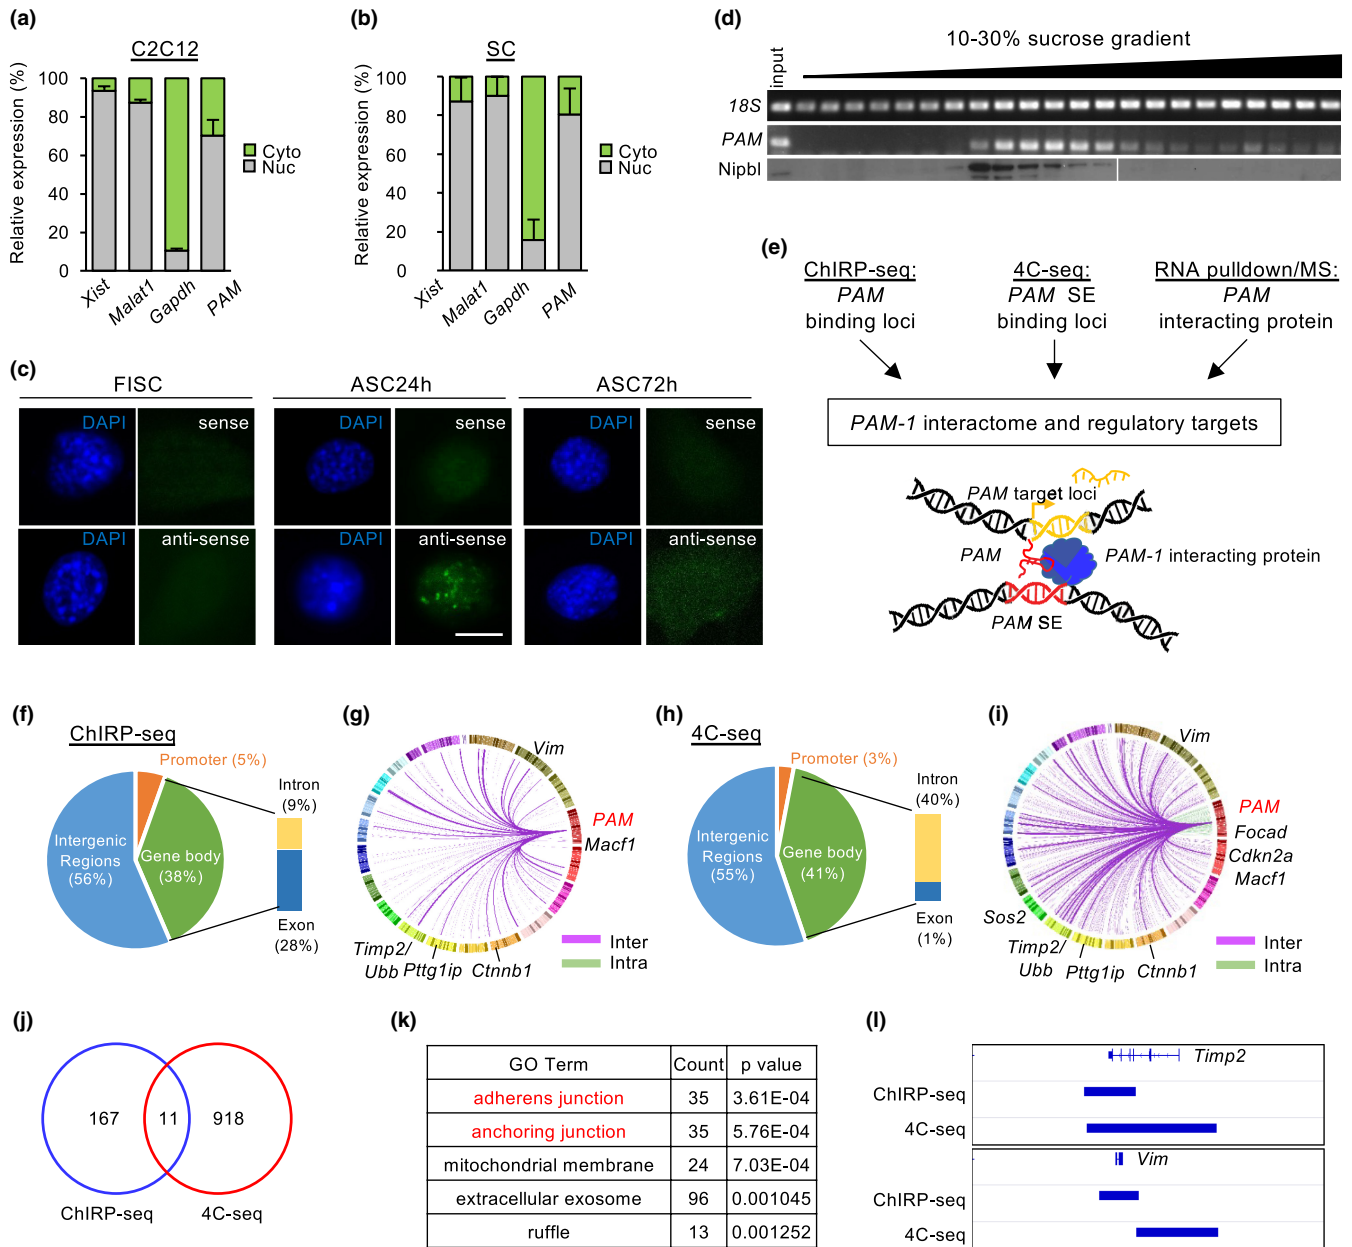 (a)
C2C12
Relative expression (%)
100
80
60
40
20
0
Xist
Malat1
Gapdh
PAM
Cyto
Nuc
(b)
SC
Relative expression (%)
100
80
60
40
20
0
Xist
Malat1
Gapdh
PAM
Cyto
Nuc
(c)
FISC
ASC24h
ASC72h
DAPI
sense
DAPI
sense
DAPI
sense
DAPI
anti-sense
DAPI
anti-sense
DAPI
anti-sense
(d)
10-30% sucrose gradient
input
18S
PAM
Nipbl
(e)
ChIRP-seq:
PAM
binding loci
4C-seq:
PAM SE
binding loci
RNA pulldown/MS:
PAM
interacting protein
PAM-1 interactome and regulatory targets
PAM target loci
PAM
PAM-1 interacting protein
PAM SE
(f)
ChIRP-seq
Promoter (5%)
Intergenic
Regions
(56%)
Gene body
(38%)
Intron
(9%)
Exon
(28%)
(g)
Vim
PAM
Macf1
Timp2/
Ubb
Pttg1ip
Ctnnb1
Inter
Intra
(h)
4C-seq
Promoter (3%)
Intergenic
Regions
(55%)
Gene body
(41%)
Intron
(40%)
Exon
(1%)
(i)
Vim
PAM
Focad
Cdkn2a
Macf1
Sos2
Timp2/
Ubb
Pttg1ip
Ctnnb1
Inter
Intra
(j)
167
11
918
ChIRP-seq
4C-seq
(k)
GO Term Count p value
adherens junction 35 3.61E-04
anchoring junction 35 5.76E-04
mitochondrial membrane 24 7.03E-04
extracellular exosome 96 0.001045
ruffle 13 0.001252
(l)
Timp2
ChIRP-seq
4C-seq
Vim
ChIRP-seq
4C-seq